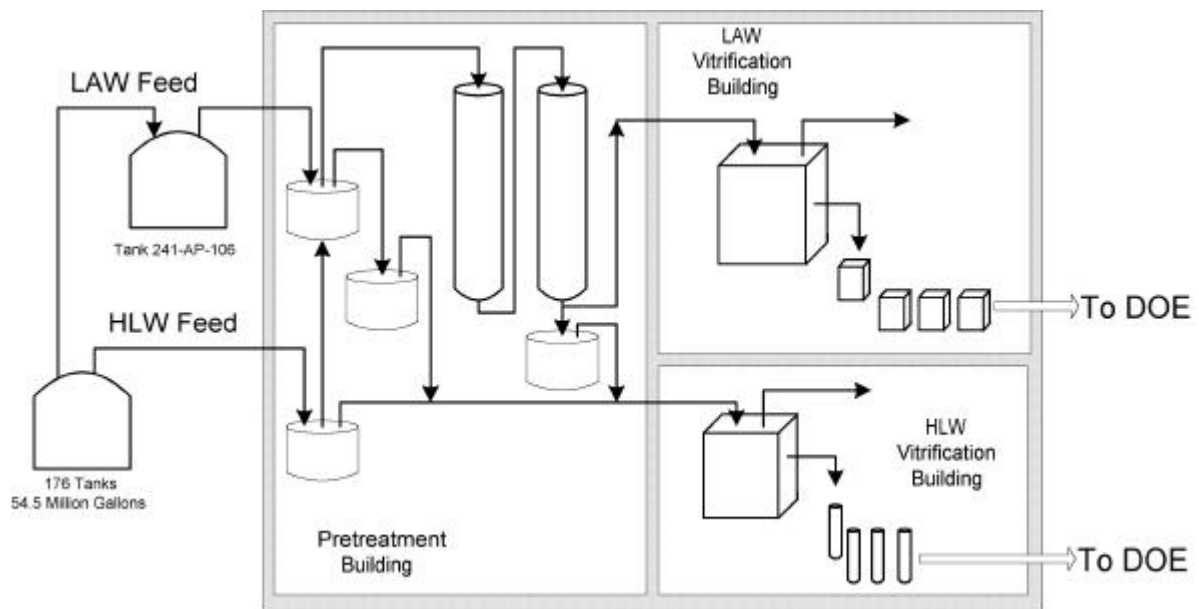 LAW Feed
Tank 241-AP-106
HLW Feed
176 Tanks
54.5 Million Gallons
Pretreatment
Building
LAW
Vitrification
Building
To DOE
HLW
Vitrification
Building
To DOE